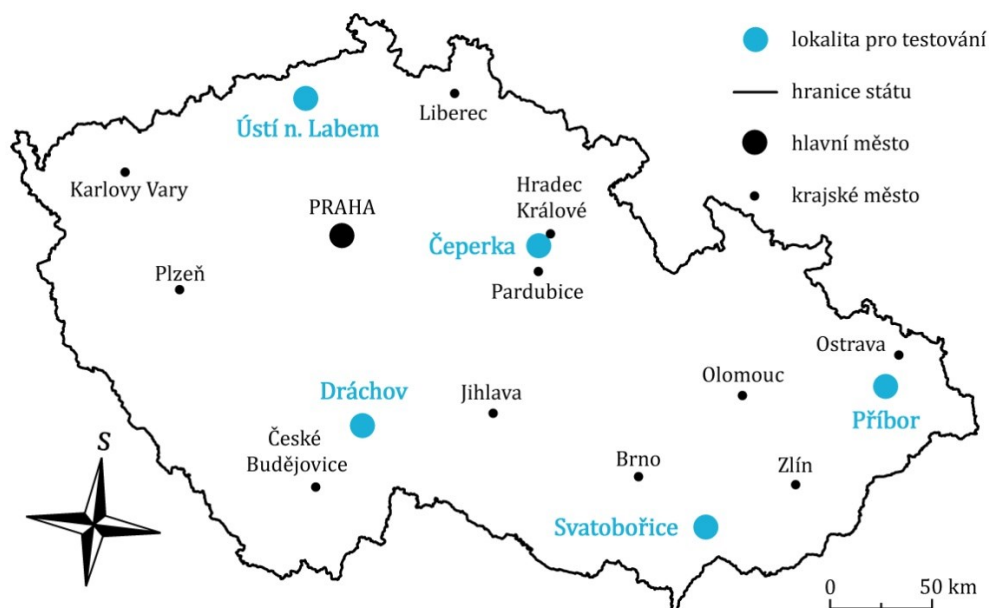 lokalita pro testování
hranice státu
hlavní město
krajské město
Ústí n. Labem
Liberec
Karlovy Vary
PRAHA
Hradec
Králové
Čeperka
Pardubice
Plzeň
Ostrava
Příbor
Olomouc
Dráchov
Jihlava
České
Budějovice
Brno
Zlín
Svatobořice
S
0 50 km